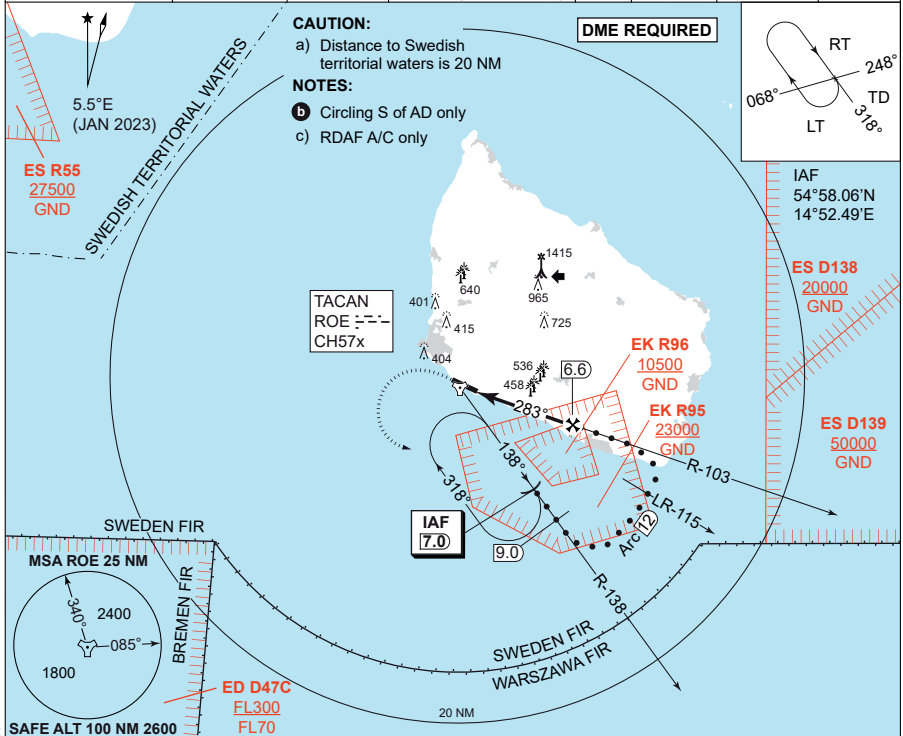 CAUTION:
a) Distance to Swedish
territorial waters is 20 NM
NOTES:
b Circling S of AD only
c) RDAF A/C only
DME REQUIRED
RT
248°
068°
TD
LT
318°
5.5°E
(JAN 2023)
SWEDISH TERRITORIAL WATERS
ES R55
27500
GND
IAF
54°58.06'N
14°52.49'E
ES D138
20000
GND
ES D139
50000
GND
TACAN
ROE
CH57x
1415
640
965
401
415
725
404
536
458
6.6
EK R96
10500
GND
EK R95
23000
GND
283°
138°
318°
R-103
LR-115
Arc 12
IAF
7.0
9.0
R-138
SWEDEN FIR
MSA ROE 25 NM
340°
2400
085°
1800
SAFE ALT 100 NM 2600
BREMEN FIR
SWEDEN FIR
WARSZAWA FIR
ED D47C
FL300
FL70
20 NM